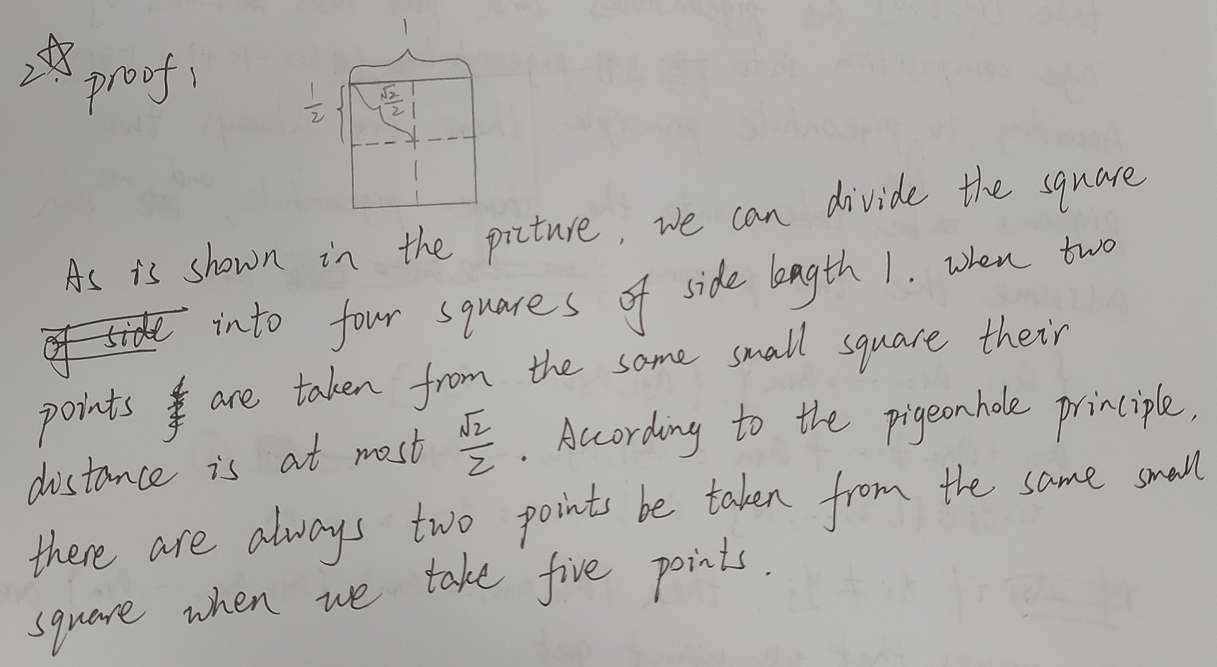 2☆ proof:
1
1/2
√2/2
As is shown in the picture, we can divide the square
of side into four squares of side length 1. When two
points are taken from the same small square their
distance is at most √2/2. According to the pigeonhole principle,
there are always two points be taken from the same small
square when we take five points.